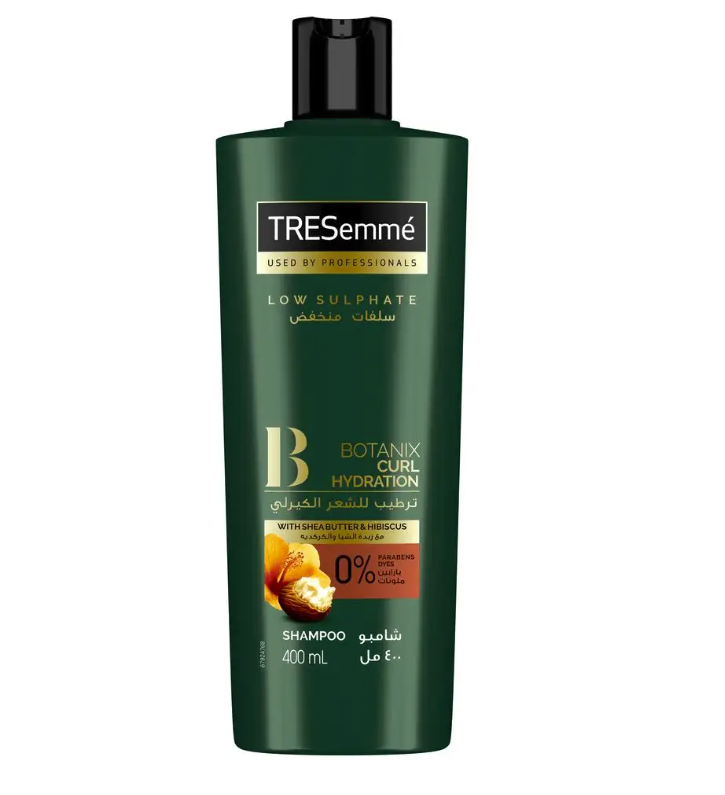 TRESemmé
USED BY PROFESSIONALS
LOW SULPHATE
سلفات منخفض
B
BOTANIX
CURL
HYDRATION
ترطيب للشعر الكيرلي
WITH SHEA BUTTER & HIBISCUS
مع زبدة الشيا والكركديه
0%
PARABENS
DYES
بارابين
ملونات
SHAMPOO شامبو
400 mL ٤٠٠ مل